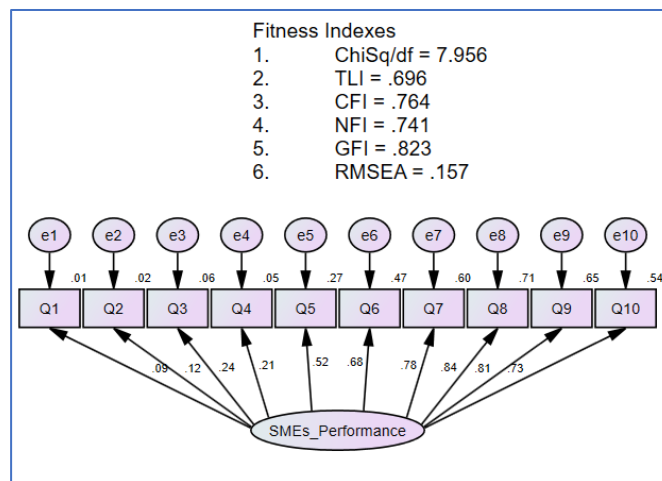 Fitness Indexes
1. ChiSq/df = 7.956
2. TLI = .696
3. CFI = .764
4. NFI = .741
5. GFI = .823
6. RMSEA = .157
e1 e2 e3 e4 e5 e6 e7 e8 e9 e10
.01 .02 .06 .05 .27 .47 .60 .71 .65 .54
Q1 Q2 Q3 Q4 Q5 Q6 Q7 Q8 Q9 Q10
.09 .12 .24 .21 .52 .68 .78 .84 .81 .73
SMEs_Performance